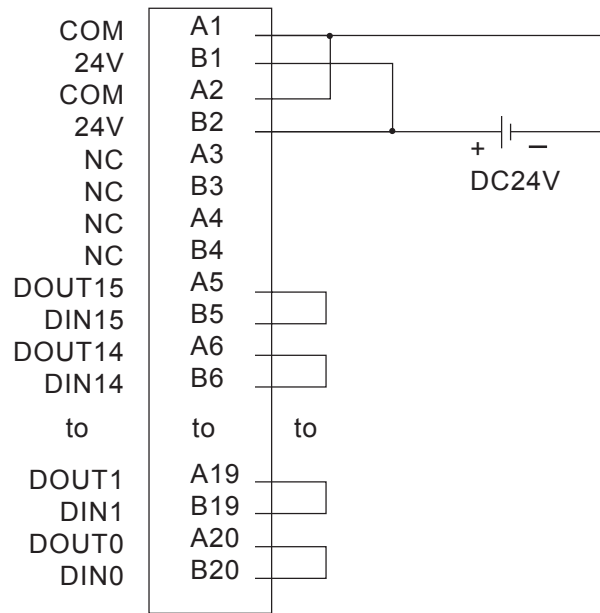 COM A1
24V B1
COM A2
24V B2
NC A3
NC B3
NC A4
NC B4
+ −
DC24V
DOUT15 A5
DIN15 B5
DOUT14 A6
DIN14 B6
to to to
DOUT1 A19
DIN1 B19
DOUT0 A20
DIN0 B20